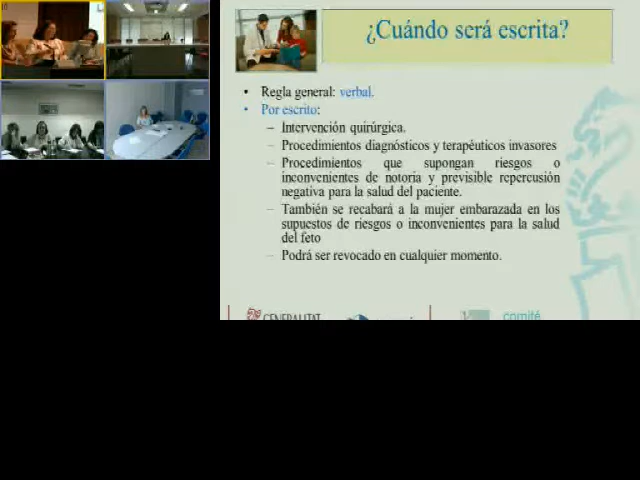 ¿Cuándo será escrita?
• Regla general: verbal.
• Por escrito:
– Intervención quirúrgica.
– Procedimientos diagnósticos y terapéuticos invasores
– Procedimientos que supongan riesgos o
inconvenientes de notoria y previsible repercusión
negativa para la salud del paciente.
– También se recabará a la mujer embarazada en los
supuestos de riesgos o inconvenientes para la salud
del feto
– Podrá ser revocado en cualquier momento.
GENERALITAT
comité